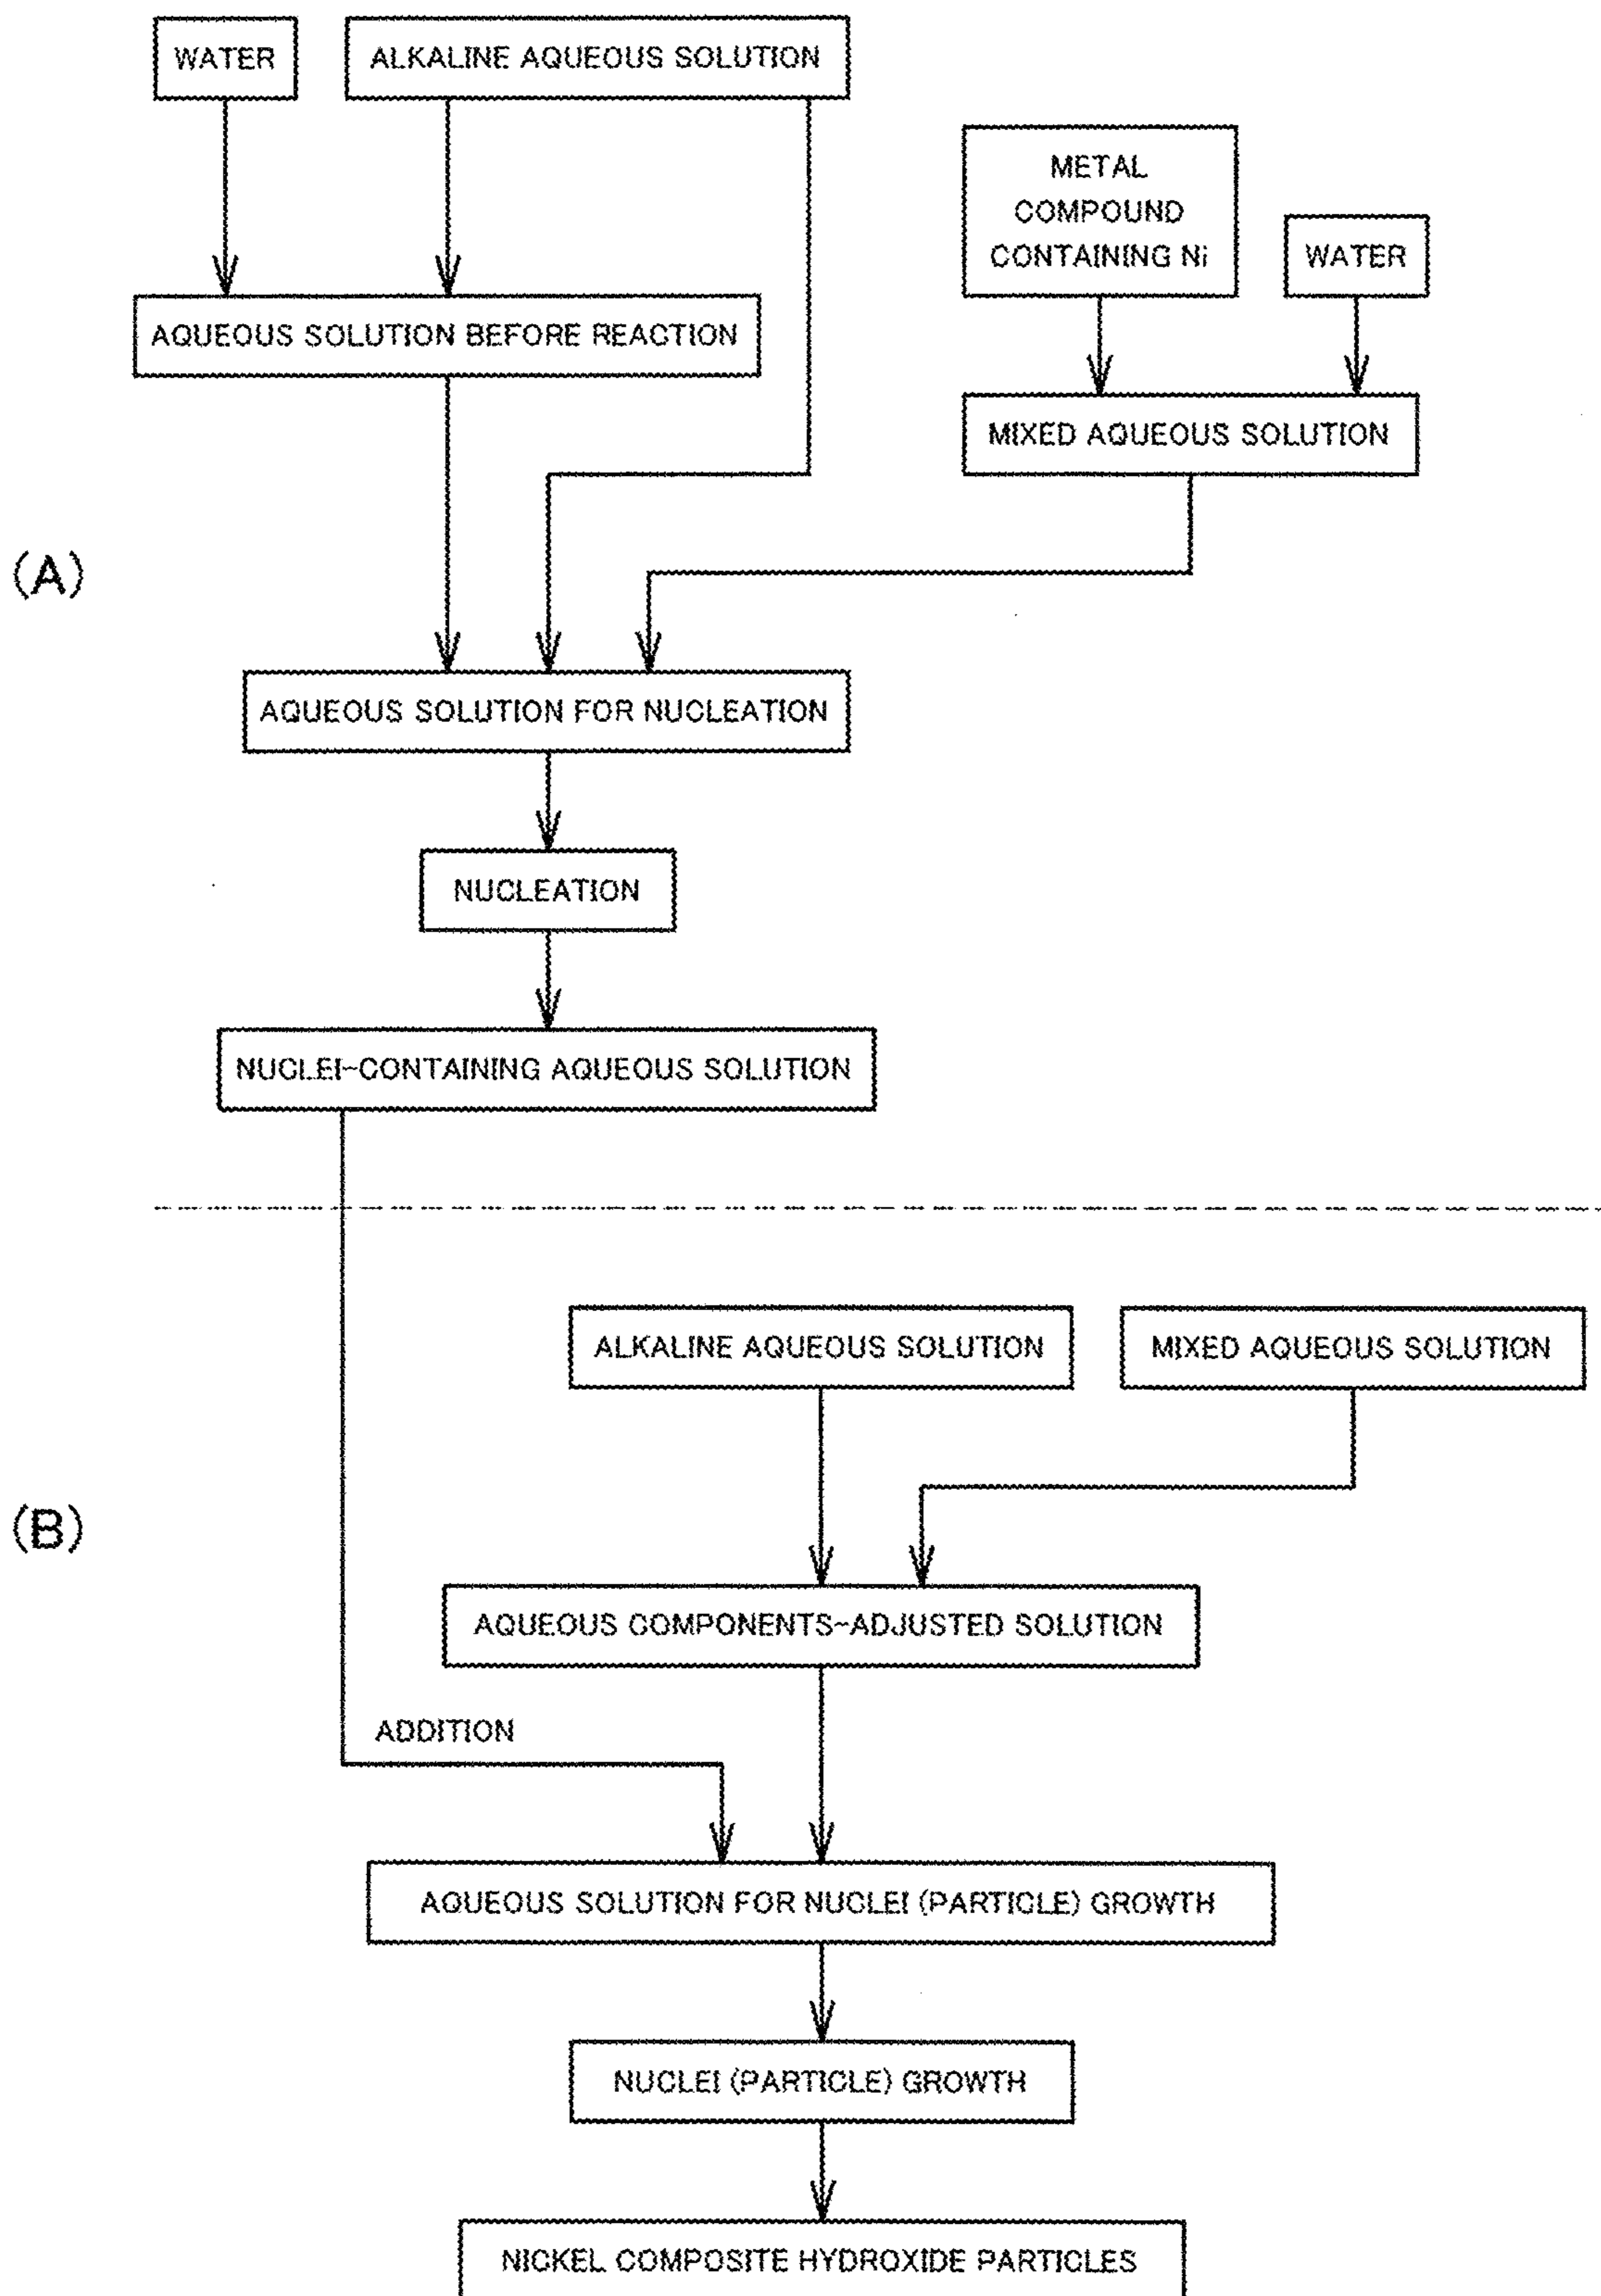 WATER
ALKALINE AQUEOUS SOLUTION
METAL
COMPOUND
CONTAINING Ni
WATER
AQUEOUS SOLUTION BEFORE REACTION
MIXED AQUEOUS SOLUTION
(A)
AQUEOUS SOLUTION FOR NUCLEATION
NUCLEATION
NUCLEI-CONTAINING AQUEOUS SOLUTION
ALKALINE AQUEOUS SOLUTION
MIXED AQUEOUS SOLUTION
(B)
AQUEOUS COMPONENTS-ADJUSTED SOLUTION
ADDITION
AQUEOUS SOLUTION FOR NUCLEI (PARTICLE) GROWTH
NUCLEI (PARTICLE) GROWTH
NICKEL COMPOSITE HYDROXIDE PARTICLES